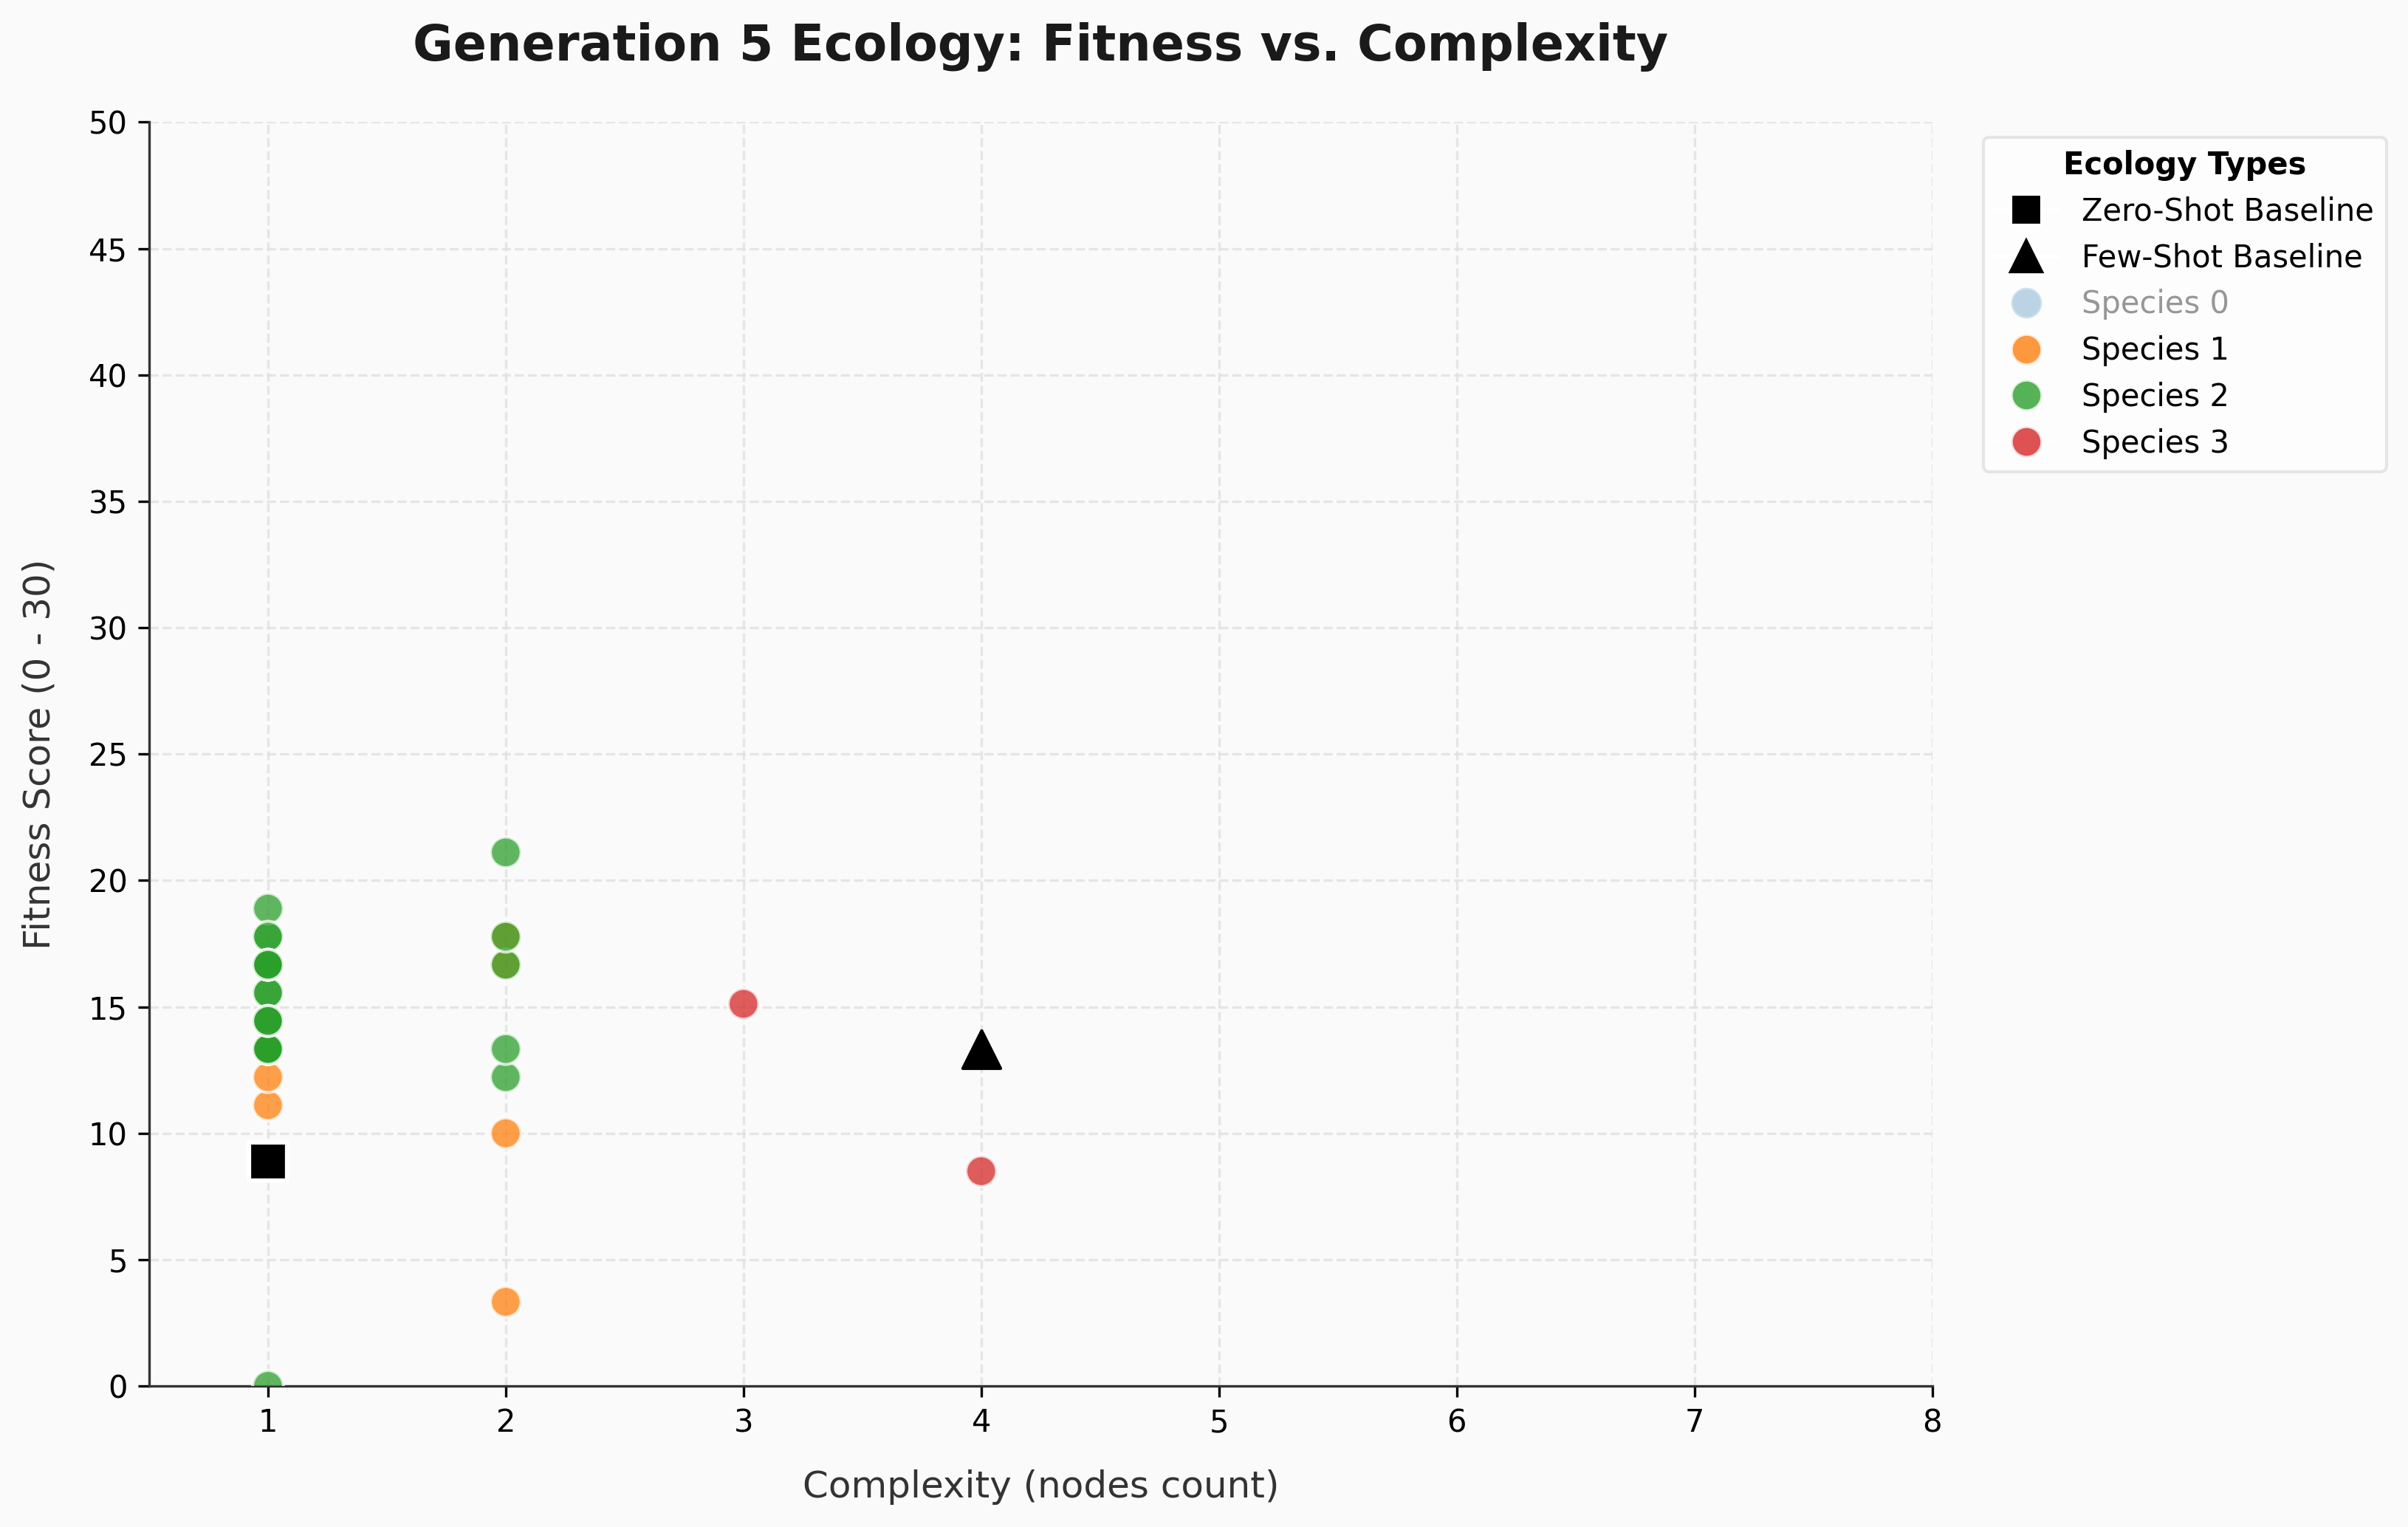 Generation 5 Ecology: Fitness vs. Complexity
50
45
40
35
30
25
20
15
10
5
0
Fitness Score (0 - 30)
1 2 3 4 5 6 7 8
Complexity (nodes count)
Ecology Types
Zero-Shot Baseline
Few-Shot Baseline
Species 0
Species 1
Species 2
Species 3